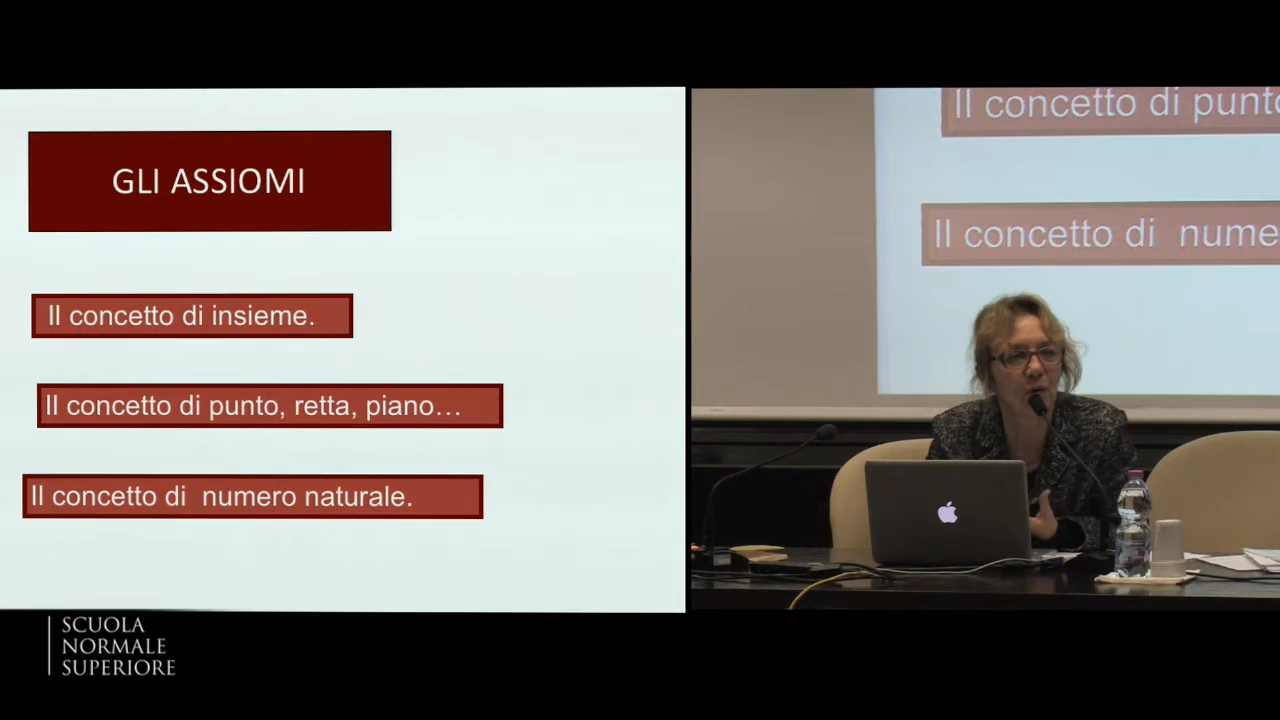 GLI ASSIOMI
Il concetto di insieme.
Il concetto di punto, retta, piano...
Il concetto di  numero naturale.
Il concetto di punto
Il concetto di  nume
SCUOLA
NORMALE
SUPERIORE